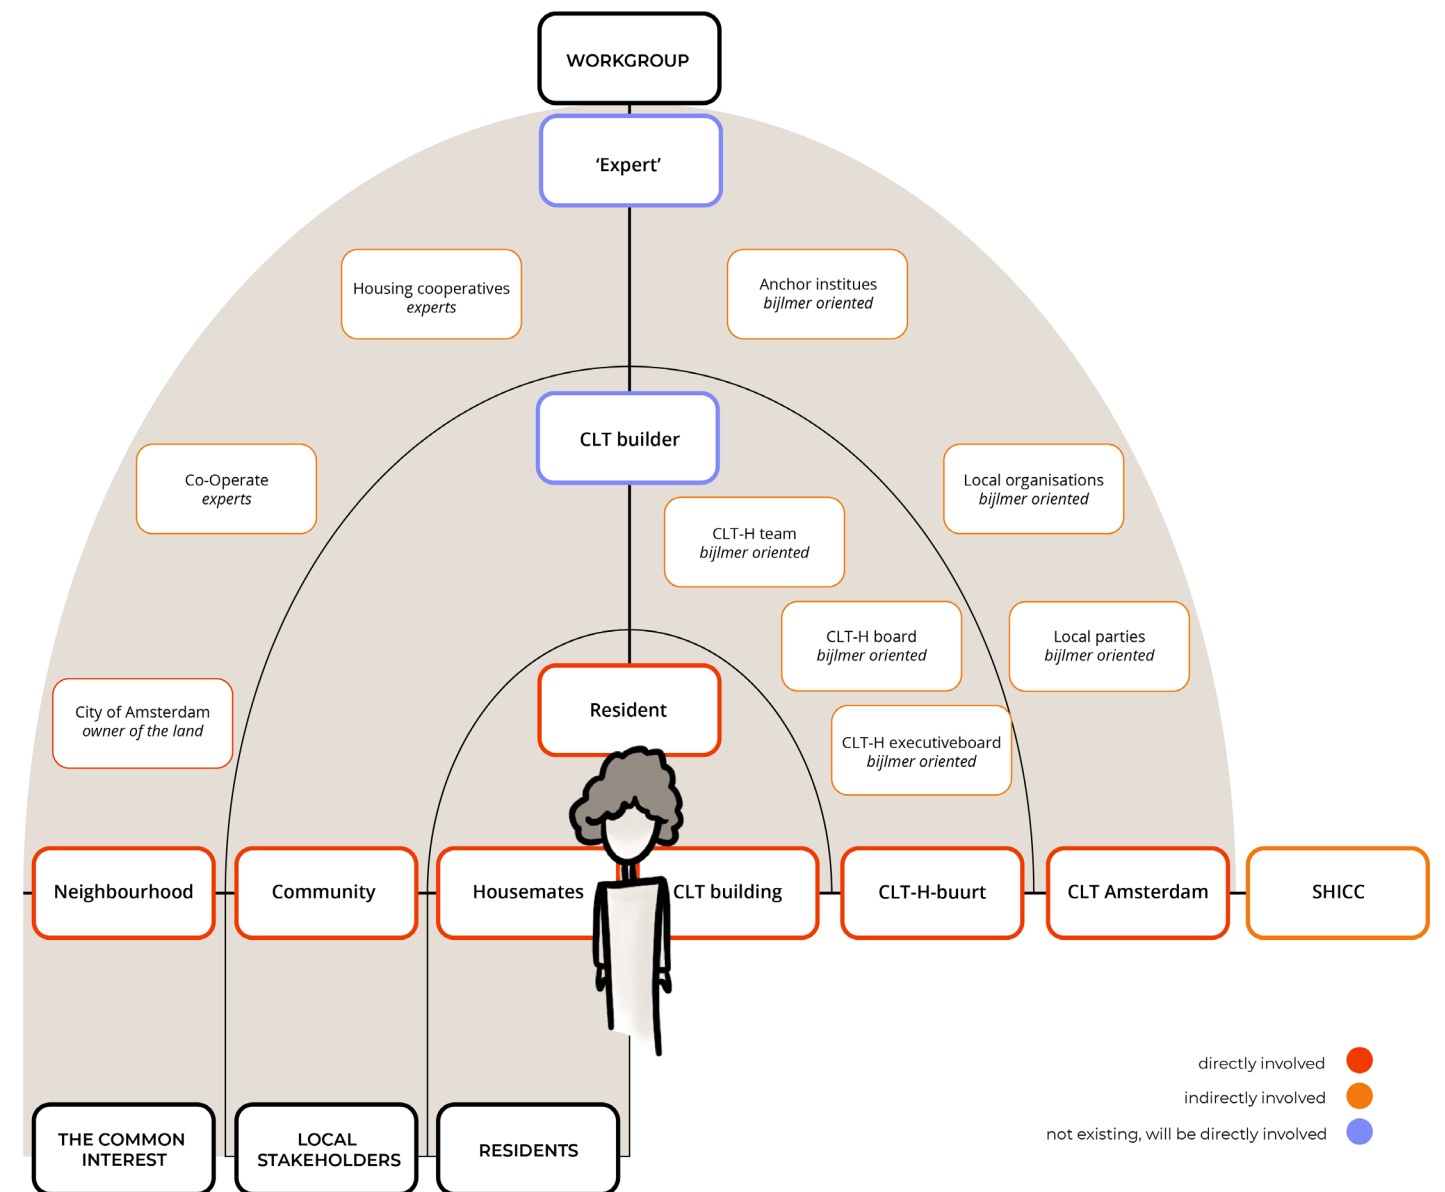 WORKGROUP
‘Expert’
Housing cooperatives
experts
Anchor institues
bijlmer oriented
CLT builder
Co-Operate
experts
Local organisations
bijlmer oriented
CLT-H team
bijlmer oriented
CLT-H board
bijlmer oriented
Local parties
bijlmer oriented
Resident
City of Amsterdam
owner of the land
CLT-H executiveboard
bijlmer oriented
Neighbourhood
Community
Housemates
CLT building
CLT-H-buurt
CLT Amsterdam
SHICC
directly involved
indirectly involved
not existing, will be directly involved
THE COMMON
INTEREST
LOCAL
STAKEHOLDERS
RESIDENTS